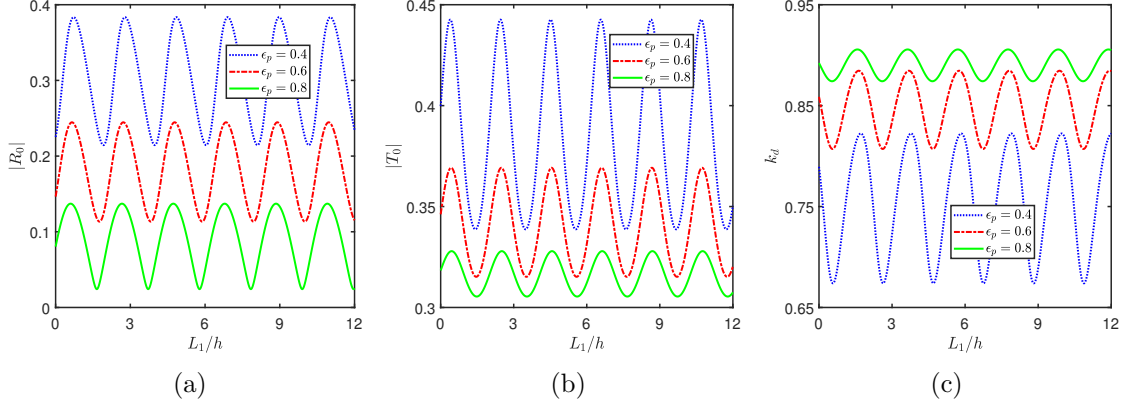 0.4
0.3
0.2
0.1
0
|R₀|
ϵₚ = 0.4
ϵₚ = 0.6
ϵₚ = 0.8
0 3 6 9 12
L₁/h
(a)
0.45
0.4
0.35
0.3
|T₀|
ϵₚ = 0.4
ϵₚ = 0.6
ϵₚ = 0.8
0 3 6 9 12
L₁/h
(b)
0.95
0.85
0.75
0.65
k_d
ϵₚ = 0.4
ϵₚ = 0.6
ϵₚ = 0.8
0 3 6 9 12
L₁/h
(c)